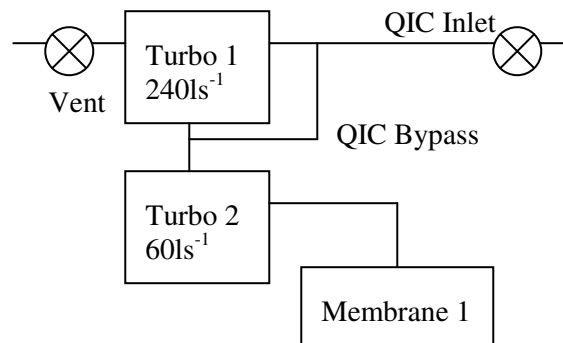 QIC Inlet
Turbo 1
240ls⁻¹
Vent
QIC Bypass
Turbo 2
60ls⁻¹
Membrane 1